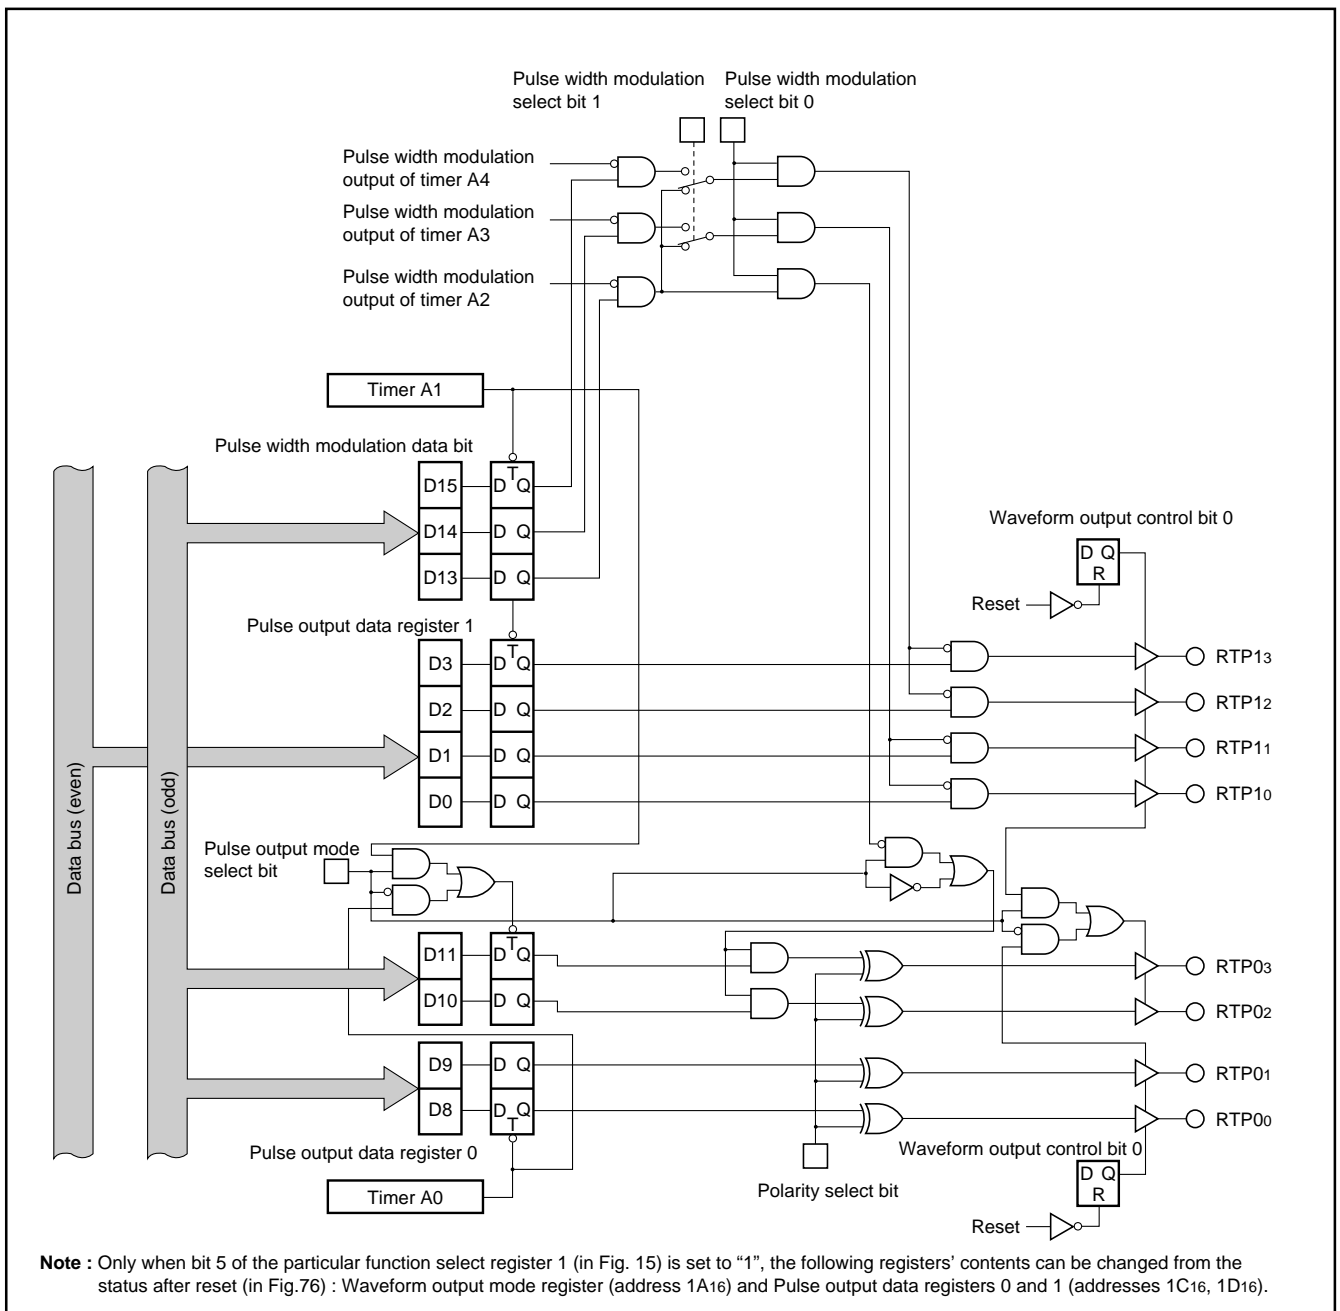 Pulse width modulation
select bit 1
Pulse width modulation
select bit 0
Pulse width modulation
output of timer A4
Pulse width modulation
output of timer A3
Pulse width modulation
output of timer A2
Timer A1
Pulse width modulation data bit
D15 D T Q
D14 D Q
D13 D Q
Waveform output control bit 0
D Q
R
Reset
Pulse output data register 1
D3 D T Q RTP13
D2 D Q RTP12
D1 D Q RTP11
D0 D Q RTP10
Data bus (even)
Data bus (odd)
Pulse output mode
select bit
D11 D T Q RTP03
D10 D Q RTP02
D9 D Q RTP01
D8 D Q RTP00
T
Pulse output data register 0
Waveform output control bit 0
D Q
R
Polarity select bit
Timer A0
Reset
Note : Only when bit 5 of the particular function select register 1 (in Fig. 15) is set to “1”, the following registers’ contents can be changed from the
status after reset (in Fig.76) : Waveform output mode register (address 1A16) and Pulse output data registers 0 and 1 (addresses 1C16, 1D16).